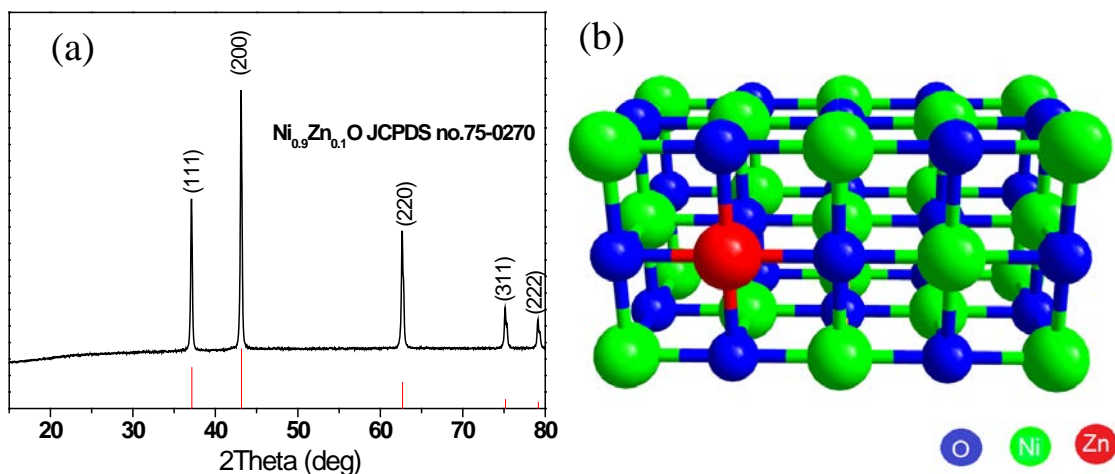 (a)
(b)
(200)
Ni0.9Zn0.1O JCPDS no.75-0270
(111)
(220)
(311)
(222)
20 30 40 50 60 70 80
2Theta (deg)
O Ni Zn